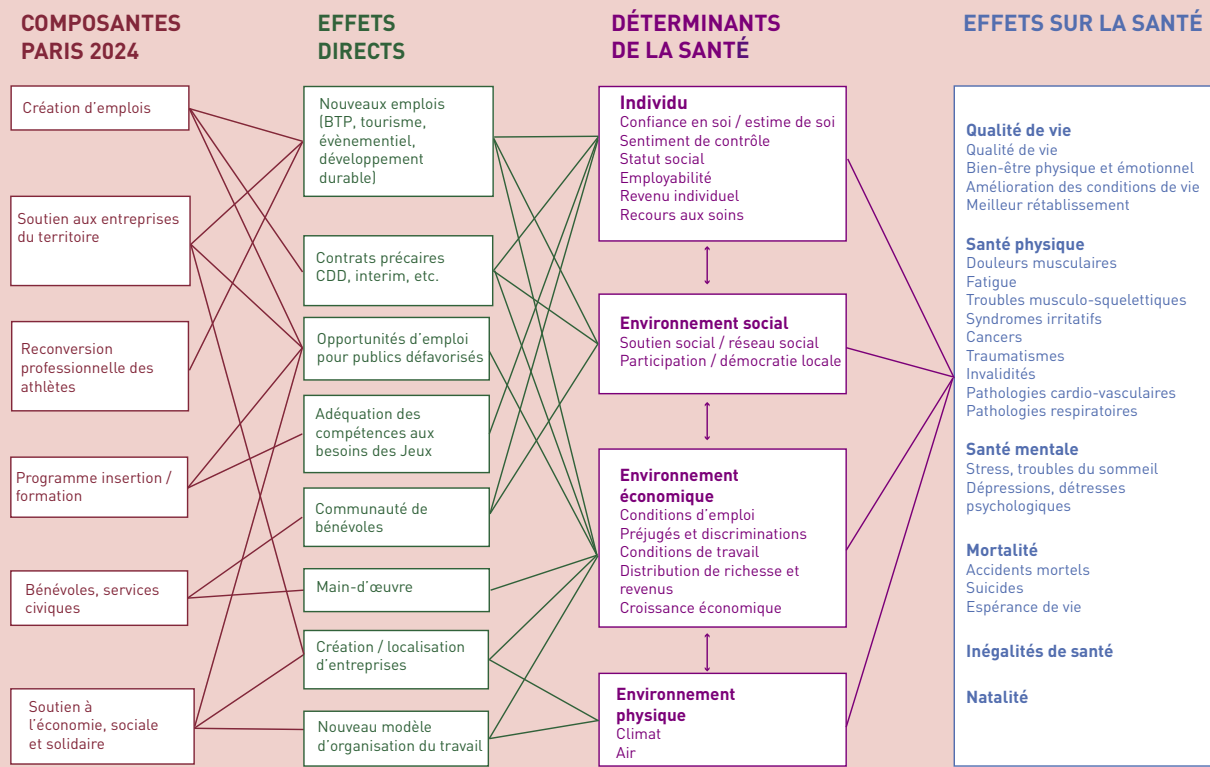 COMPOSANTES
PARIS 2024
Création d'emplois
Soutien aux entreprises
du territoire
Reconversion
professionnelle des
athlètes
Programme insertion /
formation
Bénévoles, services
civiques
Soutien à
l'économie, sociale
et solidaire
EFFETS
DIRECTS
Nouveaux emplois
(BTP, tourisme,
évènementiel,
développement
durable)
Contrats précaires
CDD, interim, etc.
Opportunités d'emploi
pour publics défavorisés
Adéquation des
compétences aux
besoins des Jeux
Communauté de
bénévoles
Main-d'œuvre
Création / localisation
d'entreprises
Nouveau modèle
d'organisation du travail
DÉTERMINANTS
DE LA SANTÉ
Individu
Confiance en soi / estime de soi
Sentiment de contrôle
Statut social
Employabilité
Revenu individuel
Recours aux soins
Environnement social
Soutien social / réseau social
Participation / démocratie locale
Environnement
économique
Conditions d'emploi
Préjugés et discriminations
Conditions de travail
Distribution de richesse et
revenus
Croissance économique
Environnement
physique
Climat
Air
EFFETS SUR LA SANTÉ
Qualité de vie
Qualité de vie
Bien-être physique et émotionnel
Amélioration des conditions de vie
Meilleur rétablissement
Santé physique
Douleurs musculaires
Fatigue
Troubles musculo-squelettiques
Syndromes irritatifs
Cancers
Traumatismes
Invalidités
Pathologies cardio-vasculaires
Pathologies respiratoires
Santé mentale
Stress, troubles du sommeil
Dépressions, détresses
psychologiques
Mortalité
Accidents mortels
Suicides
Espérance de vie
Inégalités de santé
Natalité